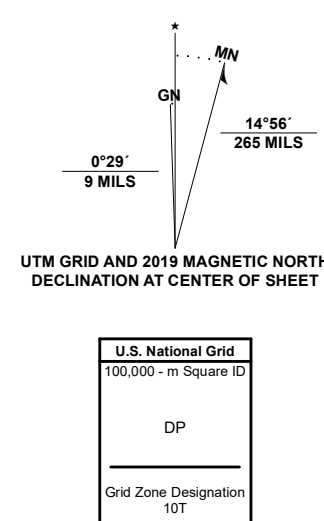 ★
MN
GN
14°56´
265 MILS
0°29´
9 MILS
UTM GRID AND 2019 MAGNETIC NORTH
DECLINATION AT CENTER OF SHEET
U.S. National Grid
100,000 - m Square ID
DP
Grid Zone Designation
10T